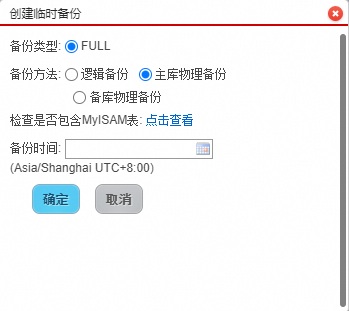 创建临时备份
备份类型: FULL
备份方法: 逻辑备份 主库物理备份
备库物理备份
检查是否包含MyISAM表: 点击查看
备份时间:
(Asia/Shanghai UTC+8:00)
确定 取消